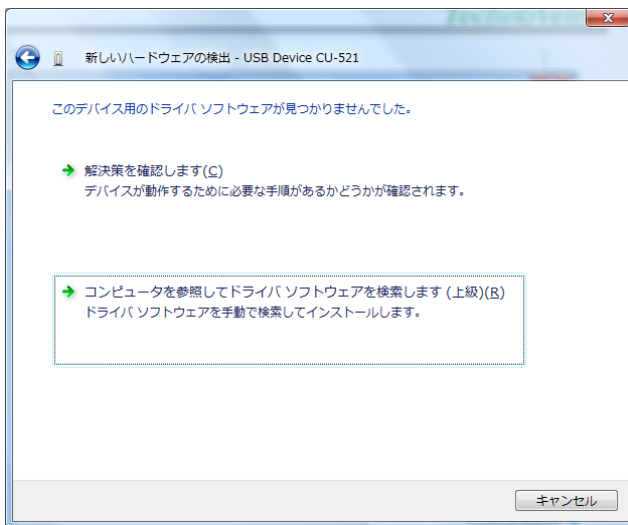 新しいハードウェアの検出 - USB Device CU-521
このデバイス用のドライバ ソフトウェアが見つかりませんでした。
解決策を確認します(C)
デバイスが動作するために必要な手順があるかどうかが確認されます。
コンピュータを参照してドライバ ソフトウェアを検索します (上級)(R)
ドライバ ソフトウェアを手動で検索してインストールします。
キャンセル